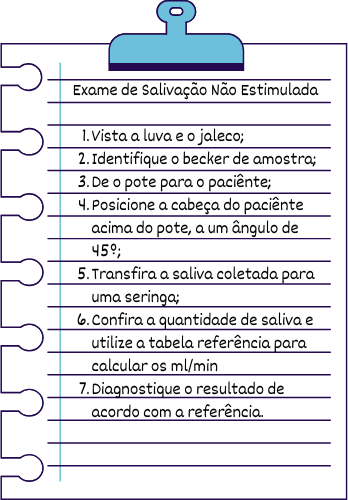 Exame de Salivação Não Estimulada
1. Vista a luva e o jaleco;
2. Identifique o becker de amostra;
3. De o pote para o paciênte;
4. Posicione a cabeça do paciênte
acima do pote, a um ângulo de
45º;
5. Transfira a saliva coletada para
uma seringa;
6. Confira a quantidade de saliva e
utilize a tabela referência para
calcular os ml/min
7. Diagnostique o resultado de
acordo com a referência.